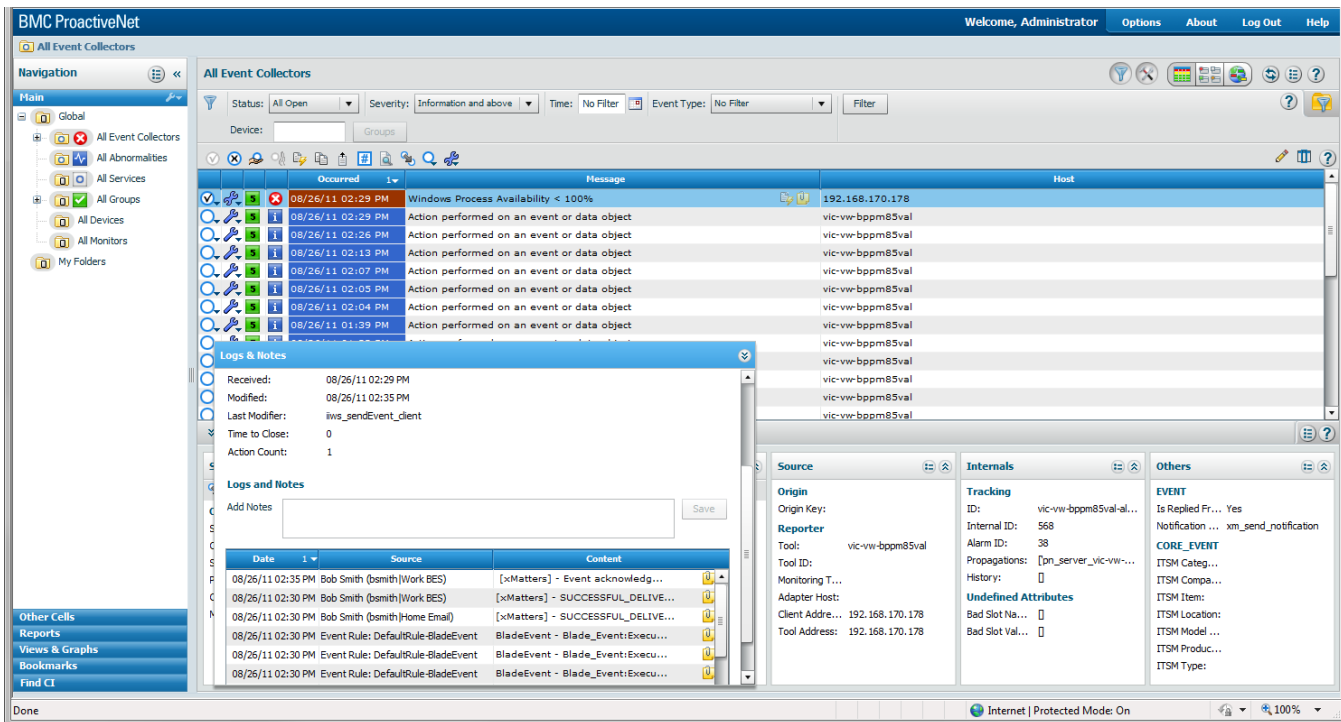 BMC ProactiveNet
Welcome, Administrator Options About Log Out Help
All Event Collectors
Navigation
Main
Global
All Event Collectors
All Abnormalities
All Services
All Groups
All Devices
All Monitors
My Folders
Other Cells
Reports
Views & Graphs
Bookmarks
Find CI
All Event Collectors
Status: All Open Severity: Information and above Time: No Filter Event Type: No Filter Filter
Device: Groups
Occurred 1 Message Host
5 08/26/11 02:29 PM Windows Process Availability < 100% 192.168.170.178
5 i 08/26/11 02:29 PM Action performed on an event or data object vic-vw-bppm85val
5 i 08/26/11 02:26 PM Action performed on an event or data object vic-vw-bppm85val
5 i 08/26/11 02:13 PM Action performed on an event or data object vic-vw-bppm85val
5 i 08/26/11 02:07 PM Action performed on an event or data object vic-vw-bppm85val
5 i 08/26/11 02:05 PM Action performed on an event or data object vic-vw-bppm85val
5 i 08/26/11 02:04 PM Action performed on an event or data object vic-vw-bppm85val
5 i 08/26/11 01:39 PM Action performed on an event or data object vic-vw-bppm85val
vic-vw-bppm85val
vic-vw-bppm85val
vic-vw-bppm85val
vic-vw-bppm85val
vic-vw-bppm85val
Logs & Notes
Received: 08/26/11 02:29 PM
Modified: 08/26/11 02:35 PM
Last Modifier: iiws_sendEvent_client
Time to Close: 0
Action Count: 1
Logs and Notes
Add Notes Save
Date 1 Source Content
08/26/11 02:35 PM Bob Smith (bsmith|Work BES) [xMatters] - Event acknowledg...
08/26/11 02:30 PM Bob Smith (bsmith|Work BES) [xMatters] - SUCCESSFUL_DELIVE...
08/26/11 02:30 PM Bob Smith (bsmith|Home Email) [xMatters] - SUCCESSFUL_DELIVE...
08/26/11 02:30 PM Event Rule: DefaultRule-BladeEvent BladeEvent - Blade_Event:Execu...
08/26/11 02:30 PM Event Rule: DefaultRule-BladeEvent BladeEvent - Blade_Event:Execu...
08/26/11 02:30 PM Event Rule: DefaultRule-BladeEvent BladeEvent - Blade_Event:Execu...
Source
Origin
Origin Key:
Reporter
Tool: vic-vw-bppm85val
Tool ID:
Monitoring T...
Adapter Host:
Client Addre... 192.168.170.178
Tool Address: 192.168.170.178
Internals
Tracking
ID: vic-vw-bppm85val-al...
Internal ID: 568
Alarm ID: 38
Propagations: ['pn_server_vic-vw-...
History: []
Undefined Attributes
Bad Slot Na... []
Bad Slot Val... []
Others
EVENT
Is Replied Fr... Yes
Notification ... xm_send_notification
CORE_EVENT
ITSM Categ...
ITSM Compa...
ITSM Item:
ITSM Location:
ITSM Model ...
ITSM Produc...
ITSM Type:
Done Internet | Protected Mode: On 100%